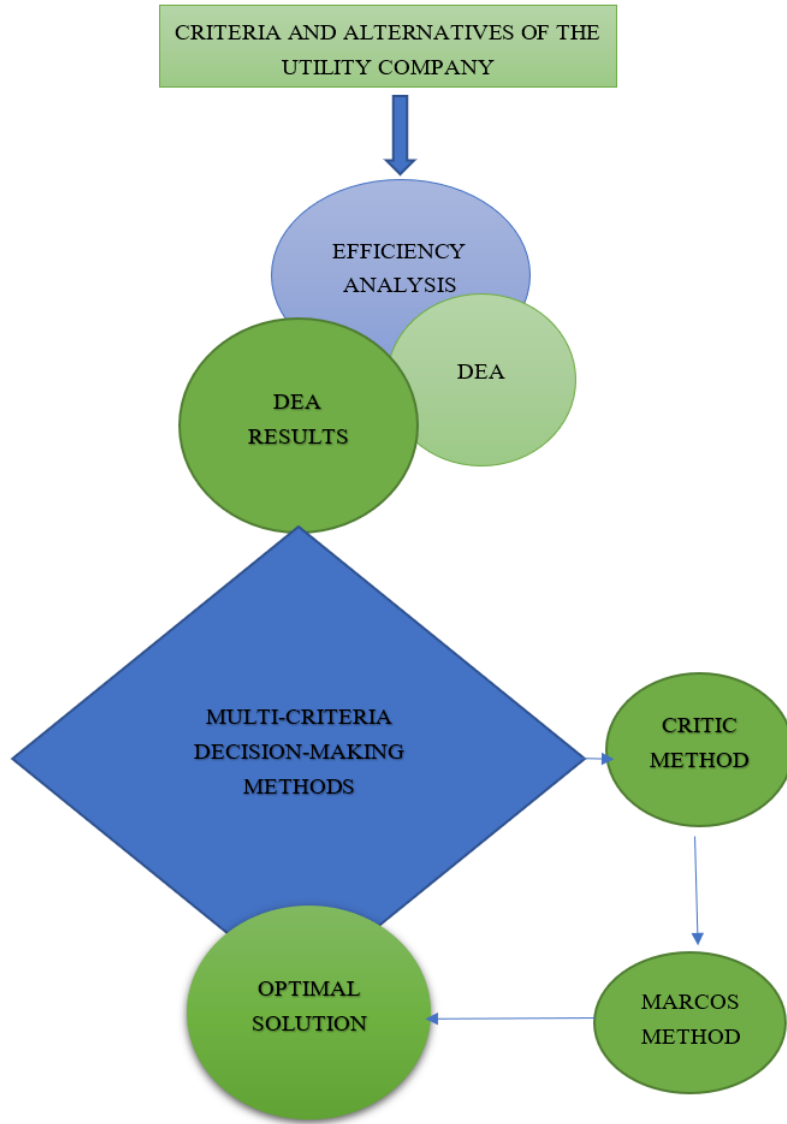 CRITERIA AND ALTERNATIVES OF THE
UTILITY COMPANY
EFFICIENCY
ANALYSIS
DEA
DEA
RESULTS
MULTI-CRITERIA
DECISION-MAKING
METHODS
CRITIC
METHOD
MARCOS
METHOD
OPTIMAL
SOLUTION